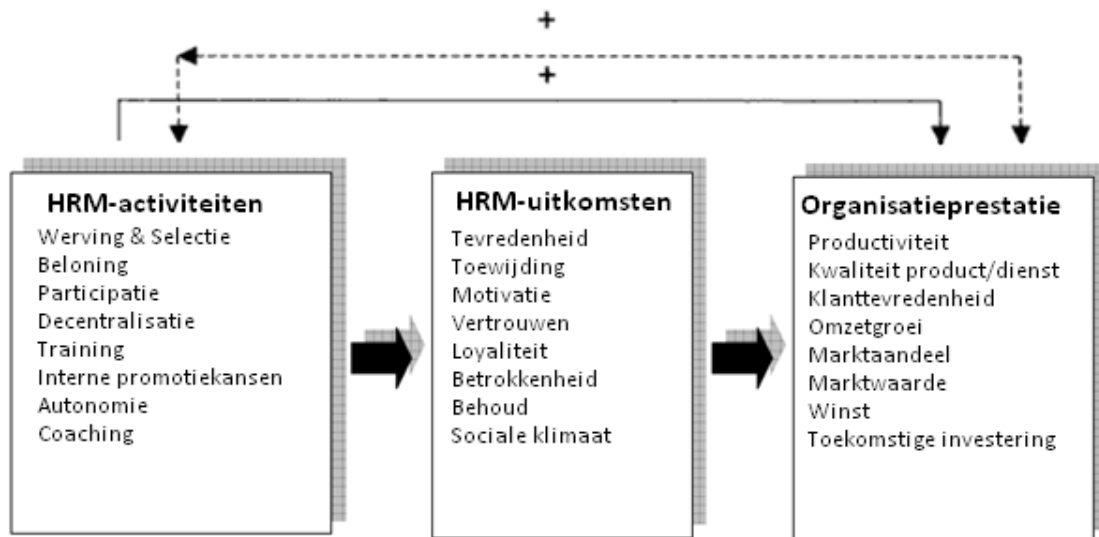 +
+
HRM-activiteiten
Werving & Selectie
Beloning
Participatie
Decentralisatie
Training
Interne promotiekansen
Autonomie
Coaching
HRM-uitkomsten
Tevredenheid
Toewijding
Motivatie
Vertrouwen
Loyaliteit
Betrokkenheid
Behoud
Sociale klimaat
Organisatieprestatie
Productiviteit
Kwaliteit product/dienst
Klanttevredenheid
Omzetgroei
Marktaandeel
Marktwaarde
Winst
Toekomstige investering